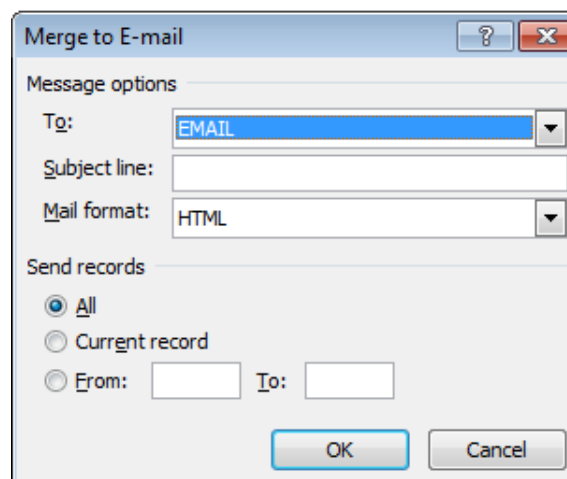 Merge to E-mail
Message options
To: EMAIL
Subject line:
Mail format: HTML
Send records
All
Current record
From: To:
OK Cancel